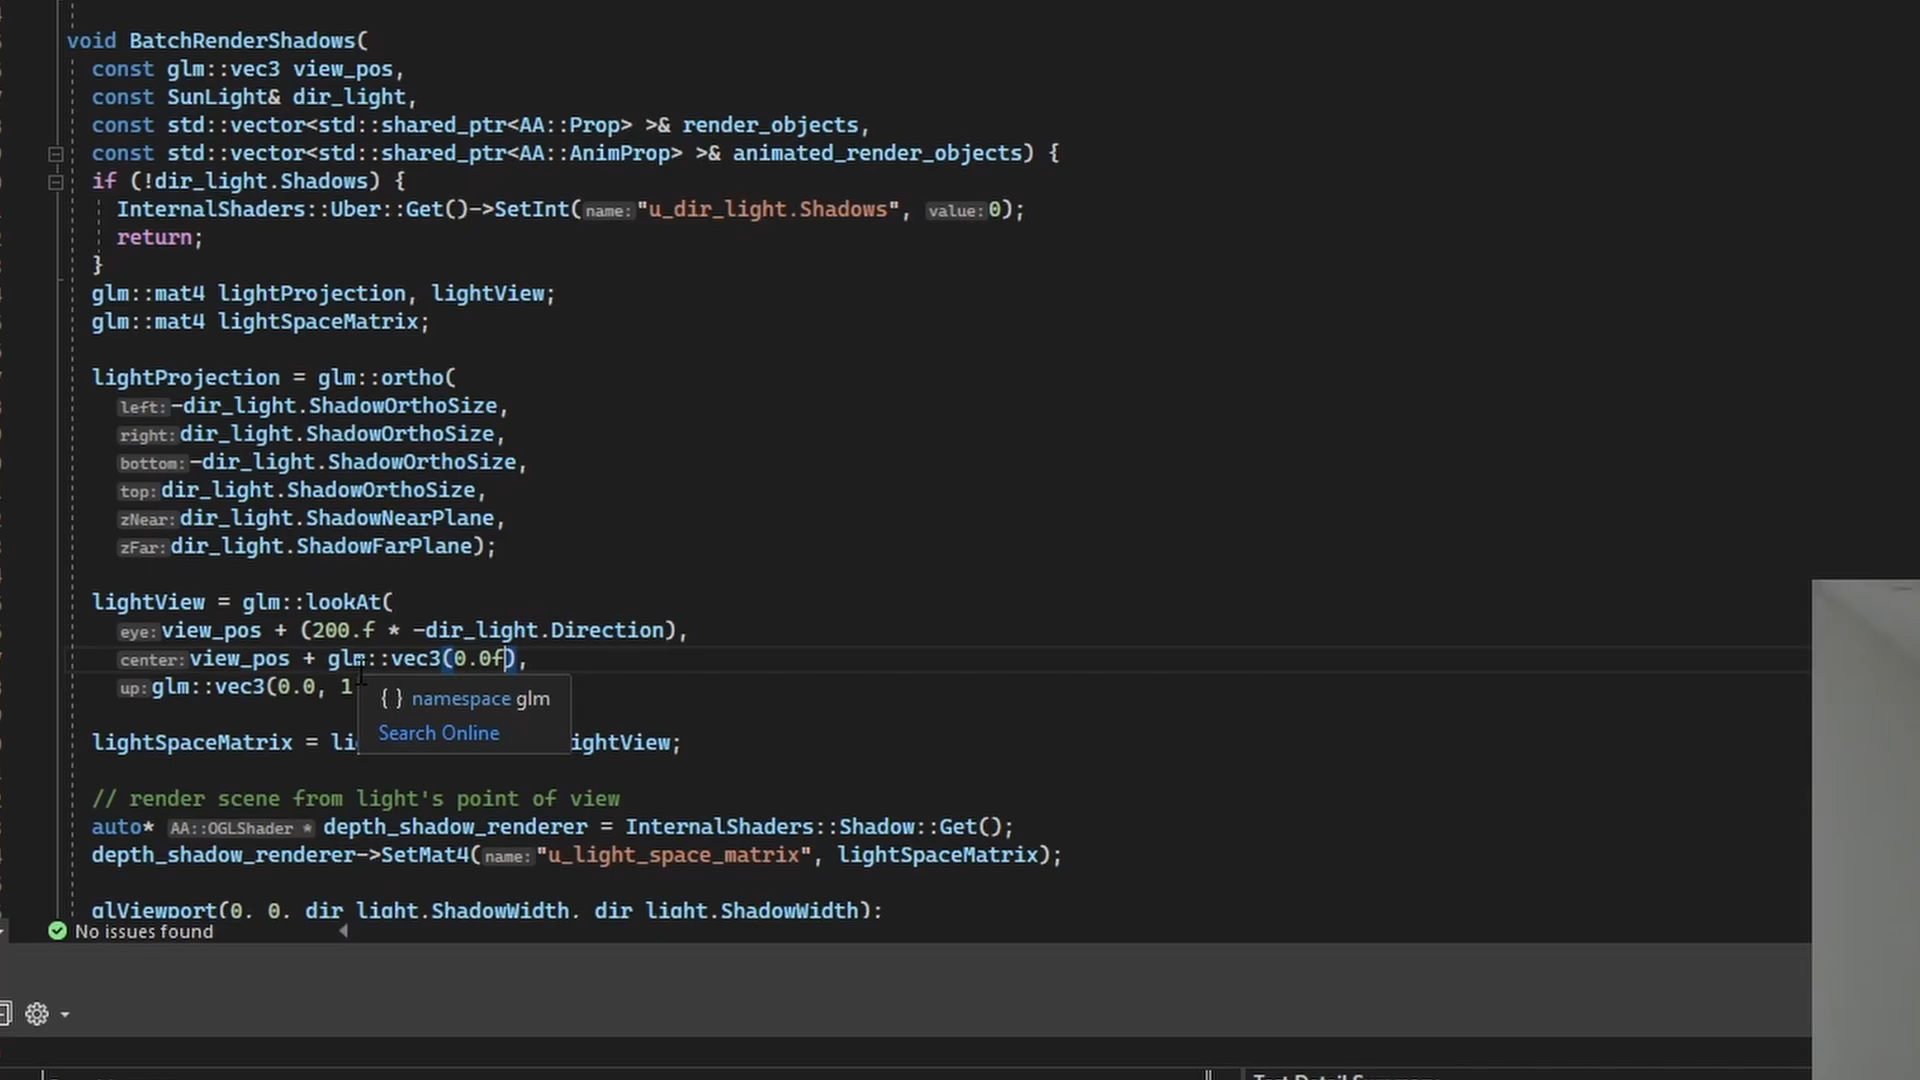 void BatchRenderShadows(
const glm::vec3 view_pos,
const SunLight& dir_light,
const std::vector<std::shared_ptr<AA::Prop> >& render_objects,
const std::vector<std::shared_ptr<AA::AnimProp> >& animated_render_objects) {
if (!dir_light.Shadows) {
InternalShaders::Uber::Get()->SetInt(name:"u_dir_light.Shadows", value:0);
return;
}
glm::mat4 lightProjection, lightView;
glm::mat4 lightSpaceMatrix;
lightProjection = glm::ortho(
left:-dir_light.ShadowOrthoSize,
right:dir_light.ShadowOrthoSize,
bottom:-dir_light.ShadowOrthoSize,
top:dir_light.ShadowOrthoSize,
zNear:dir_light.ShadowNearPlane,
zFar:dir_light.ShadowFarPlane);
lightView = glm::lookAt(
eye:view_pos + (200.f * -dir_light.Direction),
center:view_pos + glm::vec3(0.0f),
up:glm::vec3(0.0, 1
{ } namespace glm
Search Online
lightSpaceMatrix = li ightView;
// render scene from light's point of view
auto* AA::OGLShader * depth_shadow_renderer = InternalShaders::Shadow::Get();
depth_shadow_renderer->SetMat4(name:"u_light_space_matrix", lightSpaceMatrix);
glViewport(0, 0, dir_light.ShadowWidth, dir_light.ShadowWidth);
No issues found